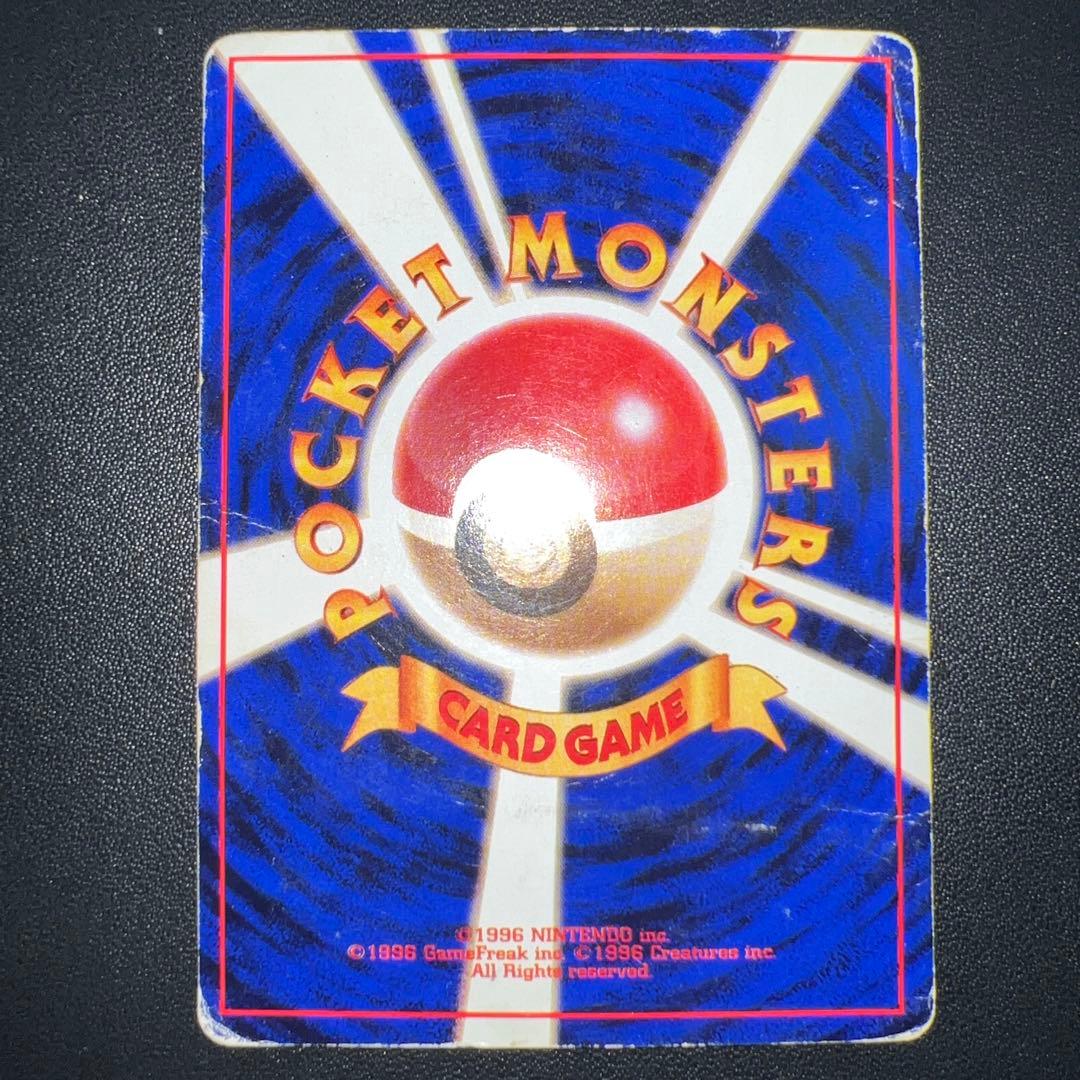 POCKET MONSTERS
CARD GAME
©1996 NINTENDO inc.
©1996 GameFreak inc. ©1996 Creatures inc.
All Rights reserved.